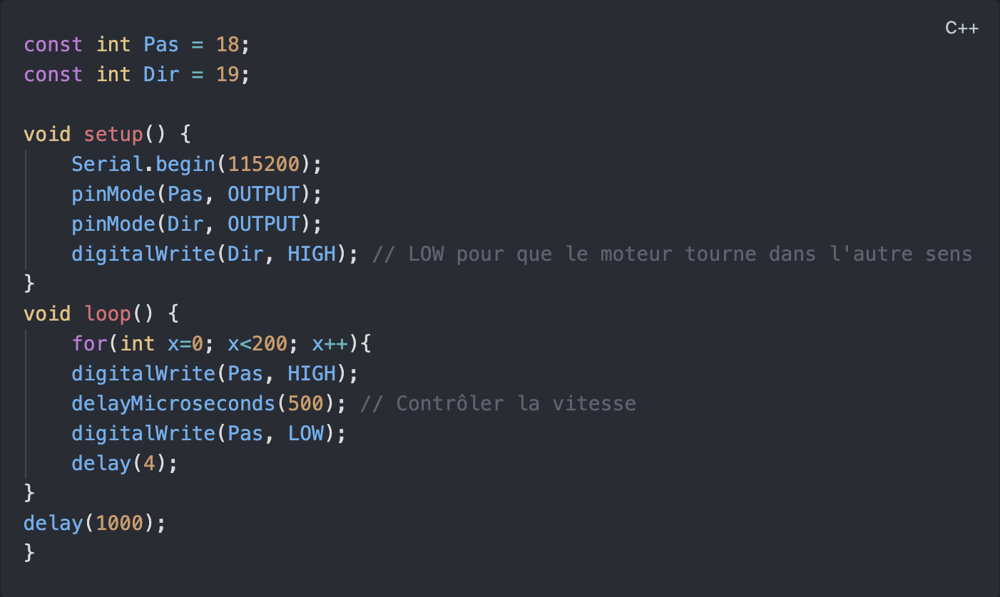 C++
const int Pas = 18;
const int Dir = 19;

void setup() {
    Serial.begin(115200);
    pinMode(Pas, OUTPUT);
    pinMode(Dir, OUTPUT);
    digitalWrite(Dir, HIGH); // LOW pour que le moteur tourne dans l'autre sens
}
void loop() {
    for(int x=0; x<200; x++){
    digitalWrite(Pas, HIGH);
    delayMicroseconds(500); // Contrôler la vitesse
    digitalWrite(Pas, LOW);
    delay(4);
}
delay(1000);
}